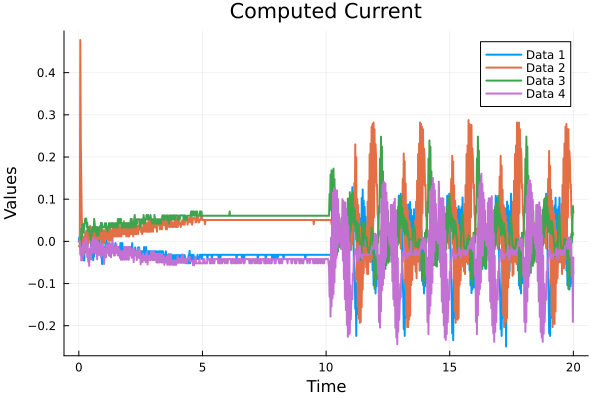 Computed Current
Data 1
Data 2
Data 3
Data 4
Values
0.4
0.3
0.2
0.1
0.0
−0.1
−0.2
0
5
10
15
20
Time